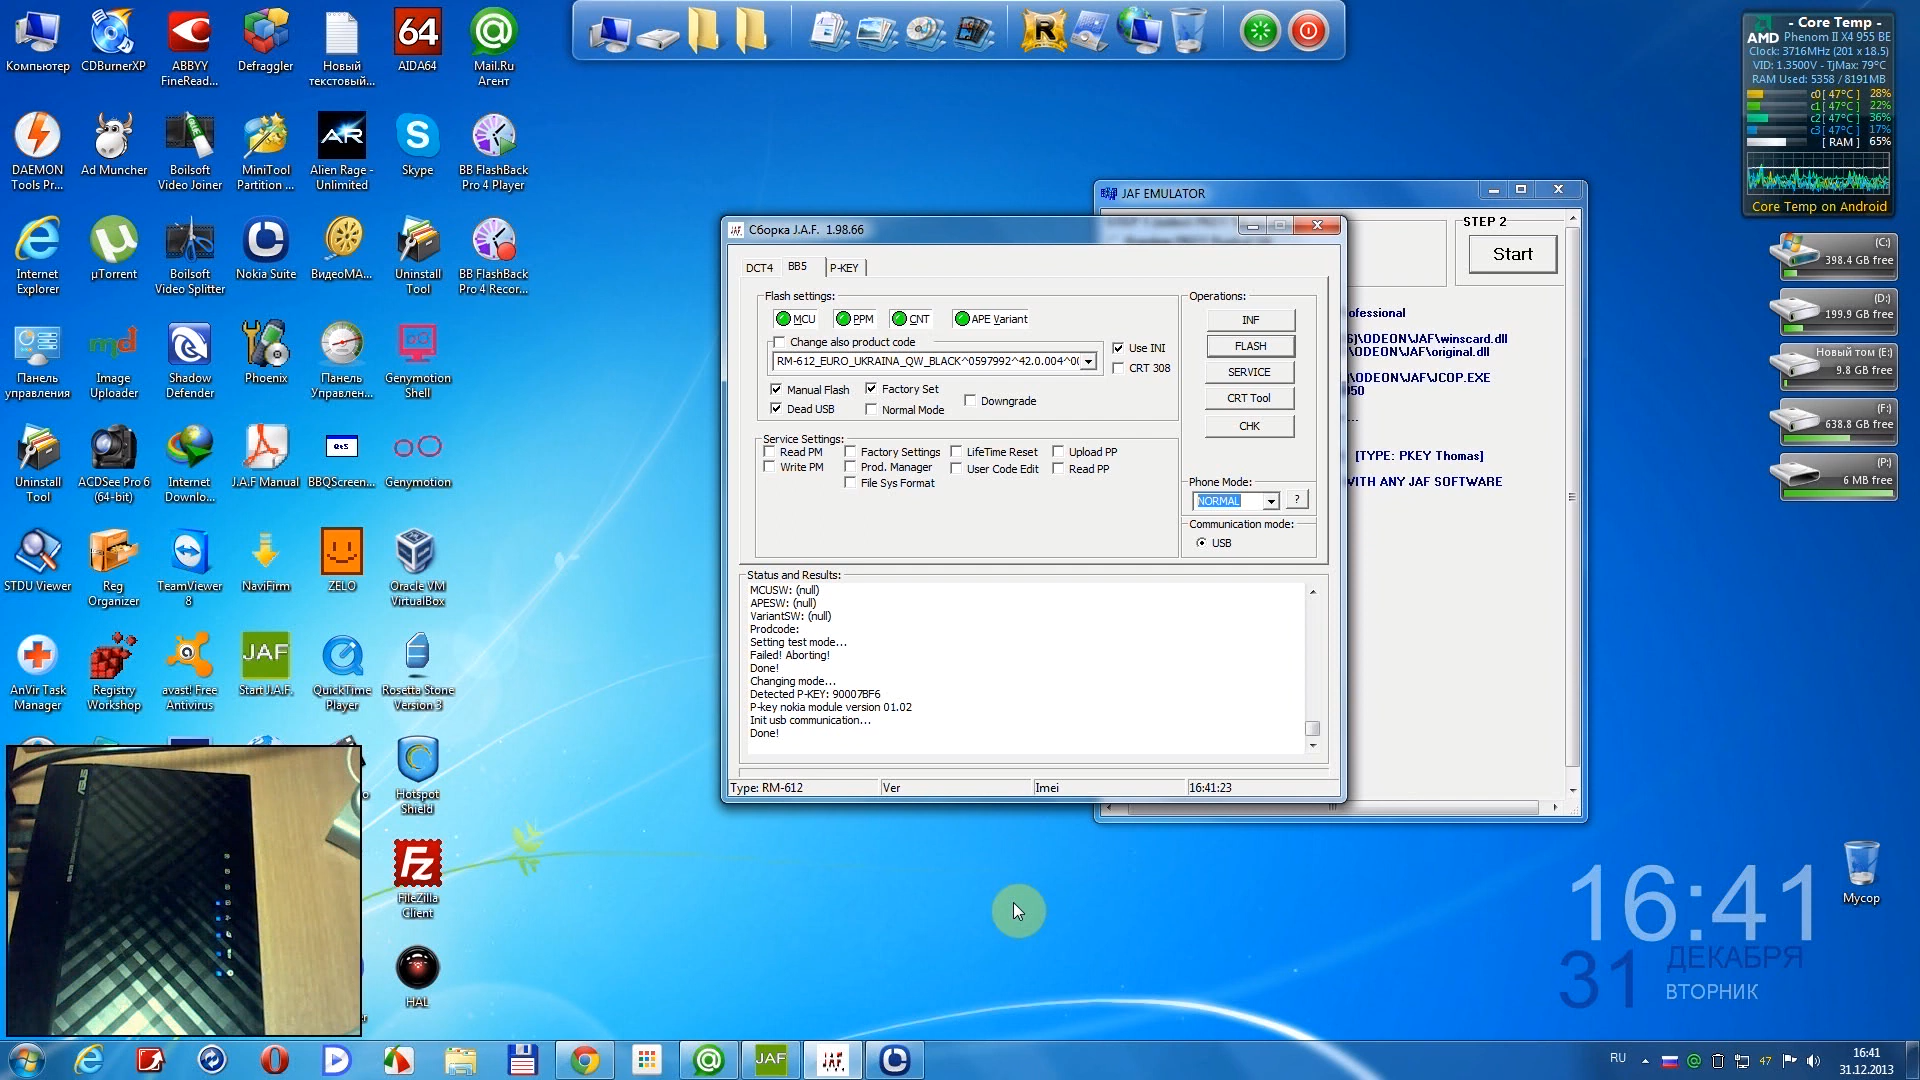 Компьютер
CDBurnerXP
ABBYY
FineRead...
Defraggler
Новый
текстовый...
64
AIDA64
Mail.Ru
Агент
DAEMON
Tools Pr...
Ad Muncher
Boilsoft
Video Joiner
MiniTool
Partition ...
AR
Alien Rage -
Unlimited
Skype
BB FlashBack
Pro 4 Player
Internet
Explorer
µTorrent
Boilsoft
Video Splitter
Nokia Suite
ВидеоМА...
Uninstall
Tool
BB FlashBack
Pro 4 Recor...
Панель
управления
Image
Uploader
Shadow
Defender
Phoenix
Панель
Управлен...
Genymotion
Shell
Uninstall
Tool
ACDSee Pro 6
(64-bit)
Internet
Downlo...
J.A.F Manual
BBQScreen...
Genymotion
STDU Viewer
Reg
Organizer
TeamViewer
8
NaviFirm
ZELO
Oracle VM
VirtualBox
AnVir Task
Manager
Registry
Workshop
avast! Free
Antivirus
JAF
Start J.A.F.
QuickTime
Player
Rosetta Stone
Version 3
Hotspot
Shield
FileZilla
Client
HAL
ASUS
- Core Temp -
AMD Phenom II X4 955 BE
Clock: 3716MHz (201 x 18.5)
VID: 1.3500V - TjMax: 79°C
RAM Used: 5358 / 8191MB
c0[ 47°C ] 28%
c1[ 47°C ] 22%
c2[ 47°C ] 36%
c3[ 47°C ] 17%
[ RAM ] 65%
Core Temp on Android
(C:)
398.4 GB free
(D:)
199.9 GB free
Новый том (E:)
9.8 GB free
(F:)
638.8 GB free
(P:)
6 MB free
JAF EMULATOR
STEP 2
Start
ofessional
6)\ODEON\JAF\winscard.dll
\ODEON\JAF\original.dll
\ODEON\JAF\JCOP.EXE
950
...
[TYPE: PKEY Thomas]
WITH ANY JAF SOFTWARE
Сборка J.A.F. 1.98.66
DCT4
BB5
P-KEY
Flash settings:
MCU
PPM
CNT
APE Variant
Change also product code
RM-612_EURO_UKRAINA_QW_BLACK^0597992^42.0.004^0(
Use INI
CRT 308
Manual Flash
Factory Set
Downgrade
Dead USB
Normal Mode
Service Settings:
Read PM
Factory Settings
LifeTime Reset
Upload PP
Write PM
Prod. Manager
User Code Edit
Read PP
File Sys Format
Operations:
INF
FLASH
SERVICE
CRT Tool
CHK
Phone Mode:
NORMAL
?
Communication mode:
USB
Status and Results:
MCUSW: (null)
APESW: (null)
VariantSW: (null)
Prodcode:
Setting test mode...
Failed! Aborting!
Done!
Changing mode...
Detected P-KEY: 90007BF6
P-key nokia module version 01.02
Init usb communication...
Done!
Type: RM-612
Ver
Imei
16:41:23
16:41
31
ДЕКАБРЯ
ВТОРНИК
Мусор
JAF
RU
47
16:41
31.12.2013